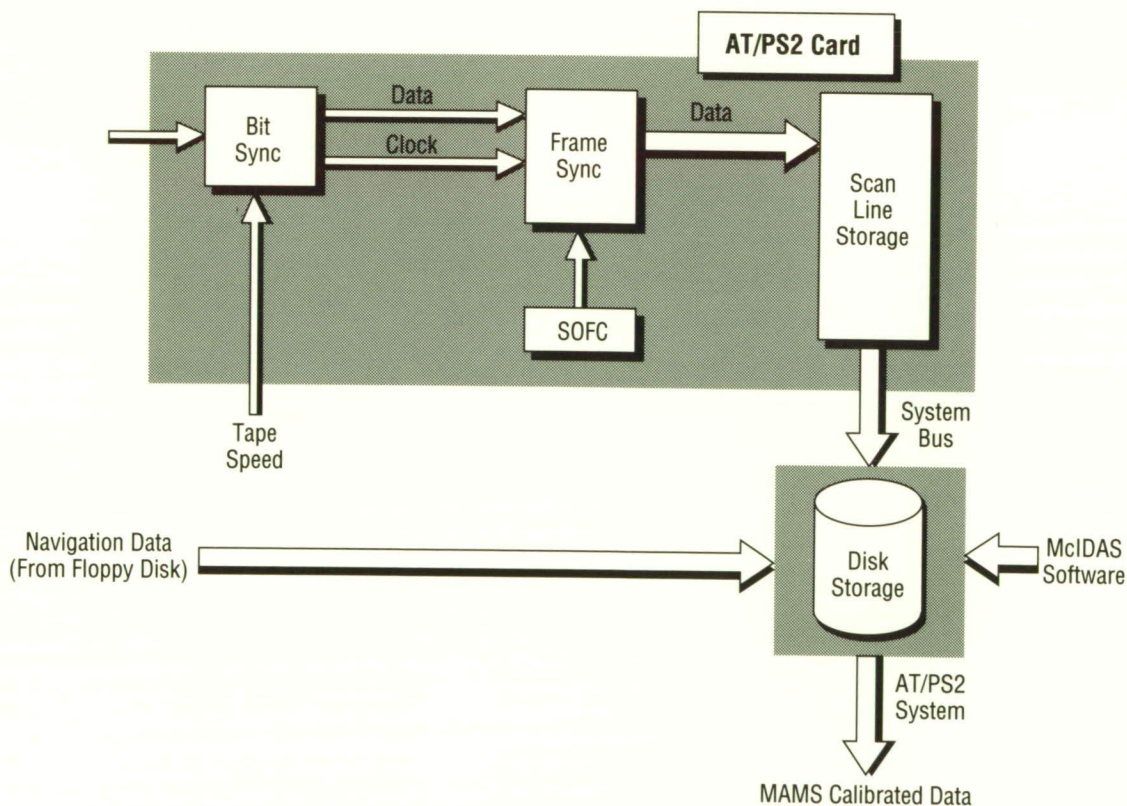 AT/PS2 Card
Bit
Sync
Data
Clock
Frame
Sync
Data
Scan
Line
Storage
SOFC
Tape
Speed
System
Bus
Navigation Data
(From Floppy Disk)
Disk
Storage
McIDAS
Software
AT/PS2
System
MAMS Calibrated Data